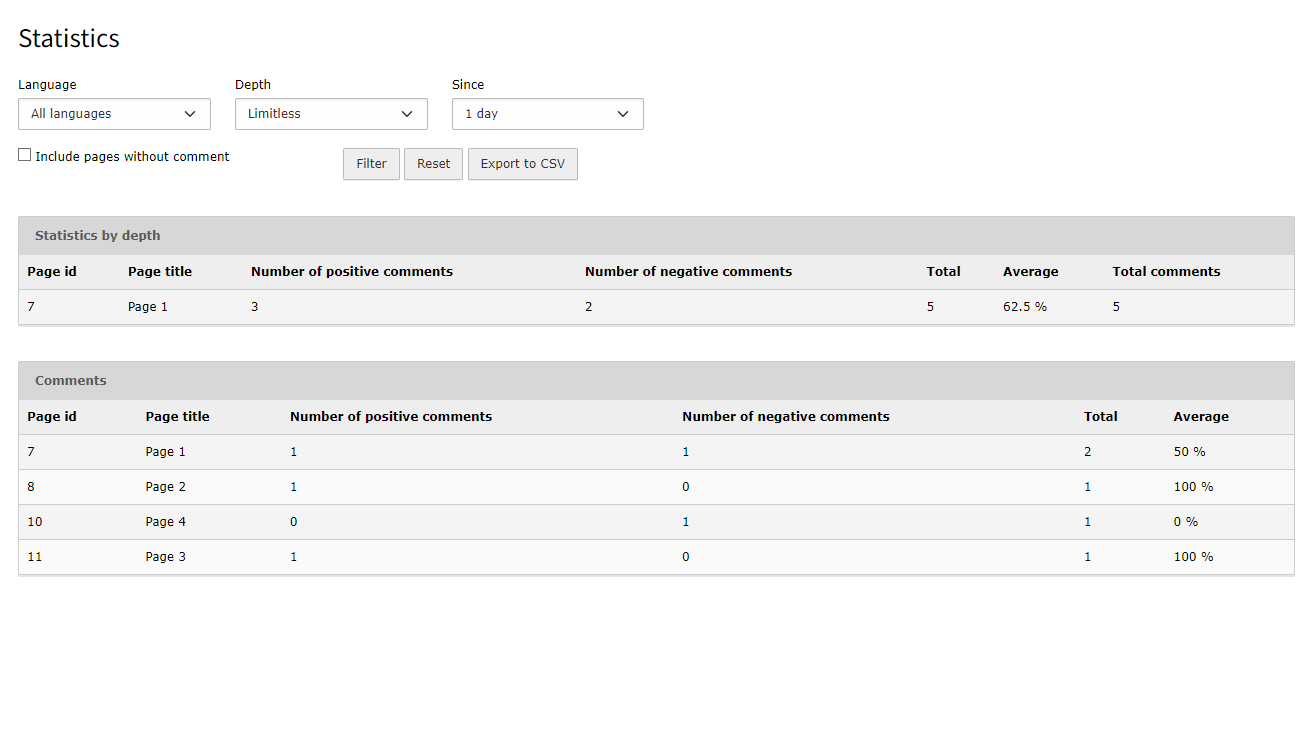 Statistics
Language Depth Since
All languages Limitless 1 day
Include pages without comment Filter Reset Export to CSV
Statistics by depth
Page id Page title Number of positive comments Number of negative comments Total Average Total comments
7 Page 1 3 2 5 62.5 % 5
Comments
Page id Page title Number of positive comments Number of negative comments Total Average
7 Page 1 1 1 2 50 %
8 Page 2 1 0 1 100 %
10 Page 4 0 1 1 0 %
11 Page 3 1 0 1 100 %